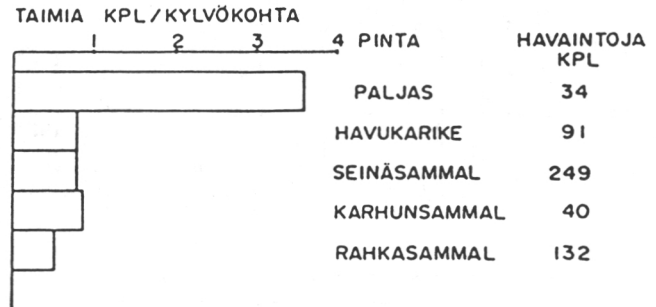 TAIMIA KPL/KYLVÖKOHTA
1 2 3 4 PINTA HAVAINTOJA
KPL
PALJAS 34
HAVUKARIKE 91
SEINÄSAMMAL 249
KARHUNSAMMAL 40
RAHKASAMMAL 132